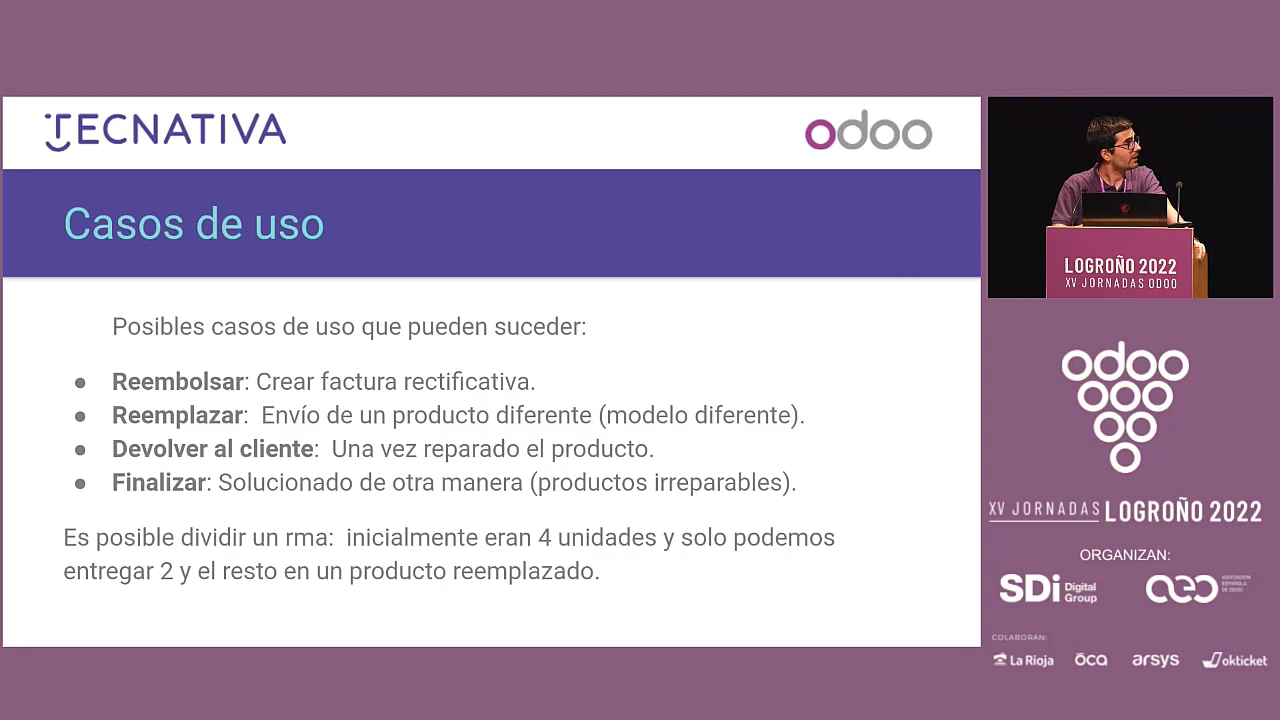 TECNATIVA
odoo
Casos de uso
Posibles casos de uso que pueden suceder:
● Reembolsar: Crear factura rectificativa.
● Reemplazar:  Envío de un producto diferente (modelo diferente).
● Devolver al cliente:  Una vez reparado el producto.
● Finalizar: Solucionado de otra manera (productos irreparables).
Es posible dividir un rma:  inicialmente eran 4 unidades y solo podemos
entregar 2 y el resto en un producto reemplazado.
LOGROÑO 2022
XV JORNADAS ODOO
odoo
XV JORNADAS LOGROÑO 2022
ORGANIZAN:
SDi Digital
Group
aeo ASOCIACIÓN
ESPAÑOLA
DE ODOO
COLABORAN:
La Rioja
ōca
arsys
okticket